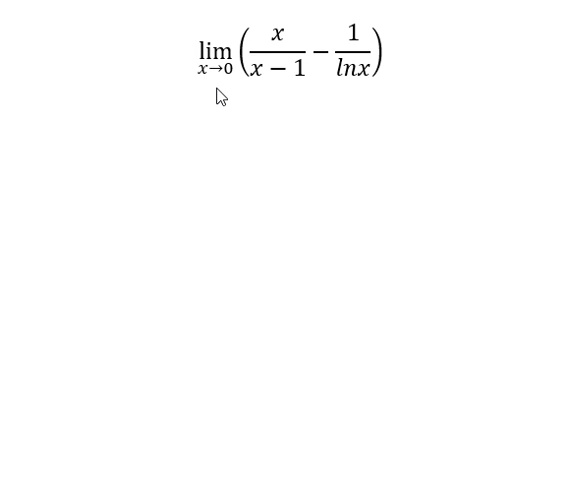 lim x→0 (x/(x − 1) − 1/lnx)